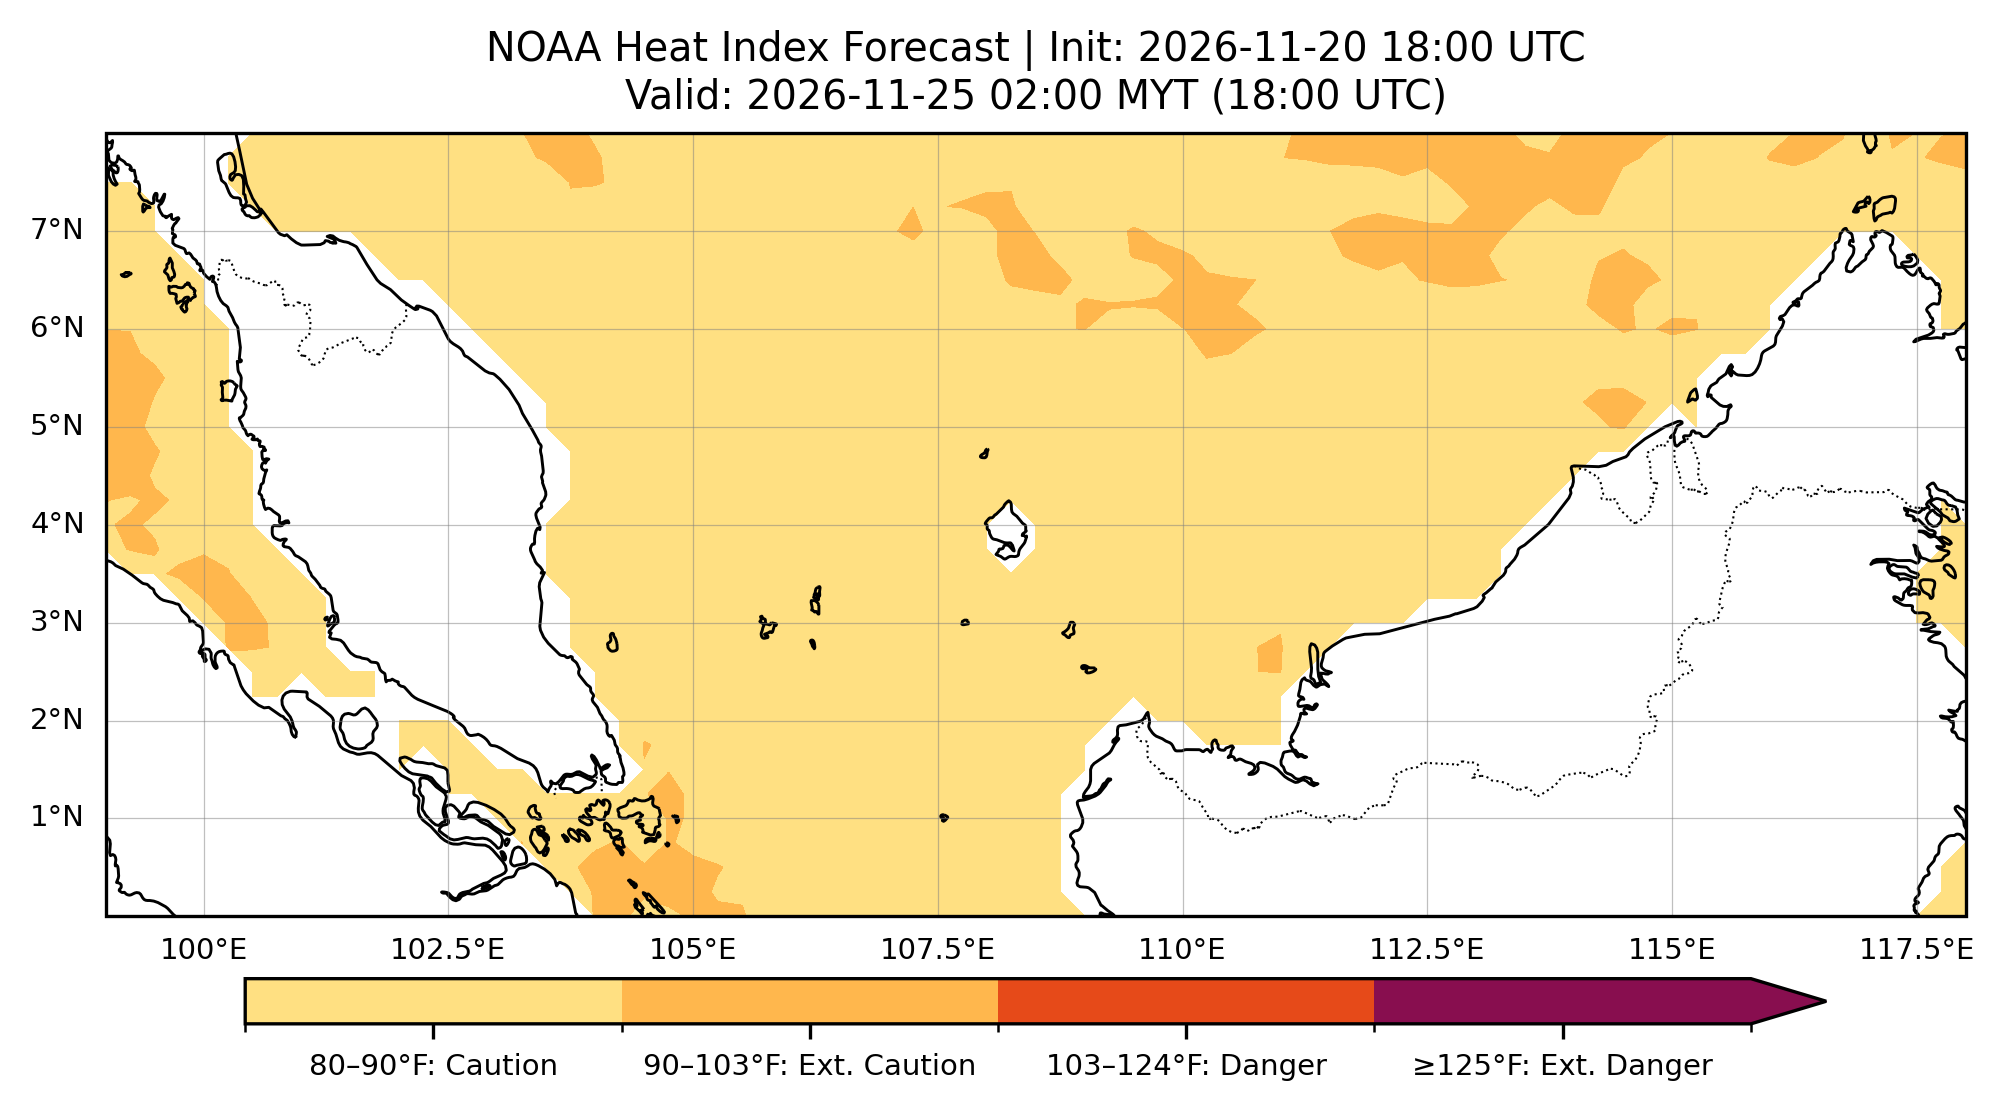 NOAA Heat Index Forecast | Init: 2026-11-20 18:00 UTC
Valid: 2026-11-25 02:00 MYT (18:00 UTC)
7°N
6°N
5°N
4°N
3°N
2°N
1°N
100°E 102.5°E 105°E 107.5°E 110°E 112.5°E 115°E 117.5°E
80–90°F: Caution 90–103°F: Ext. Caution 103–124°F: Danger ≥125°F: Ext. Danger